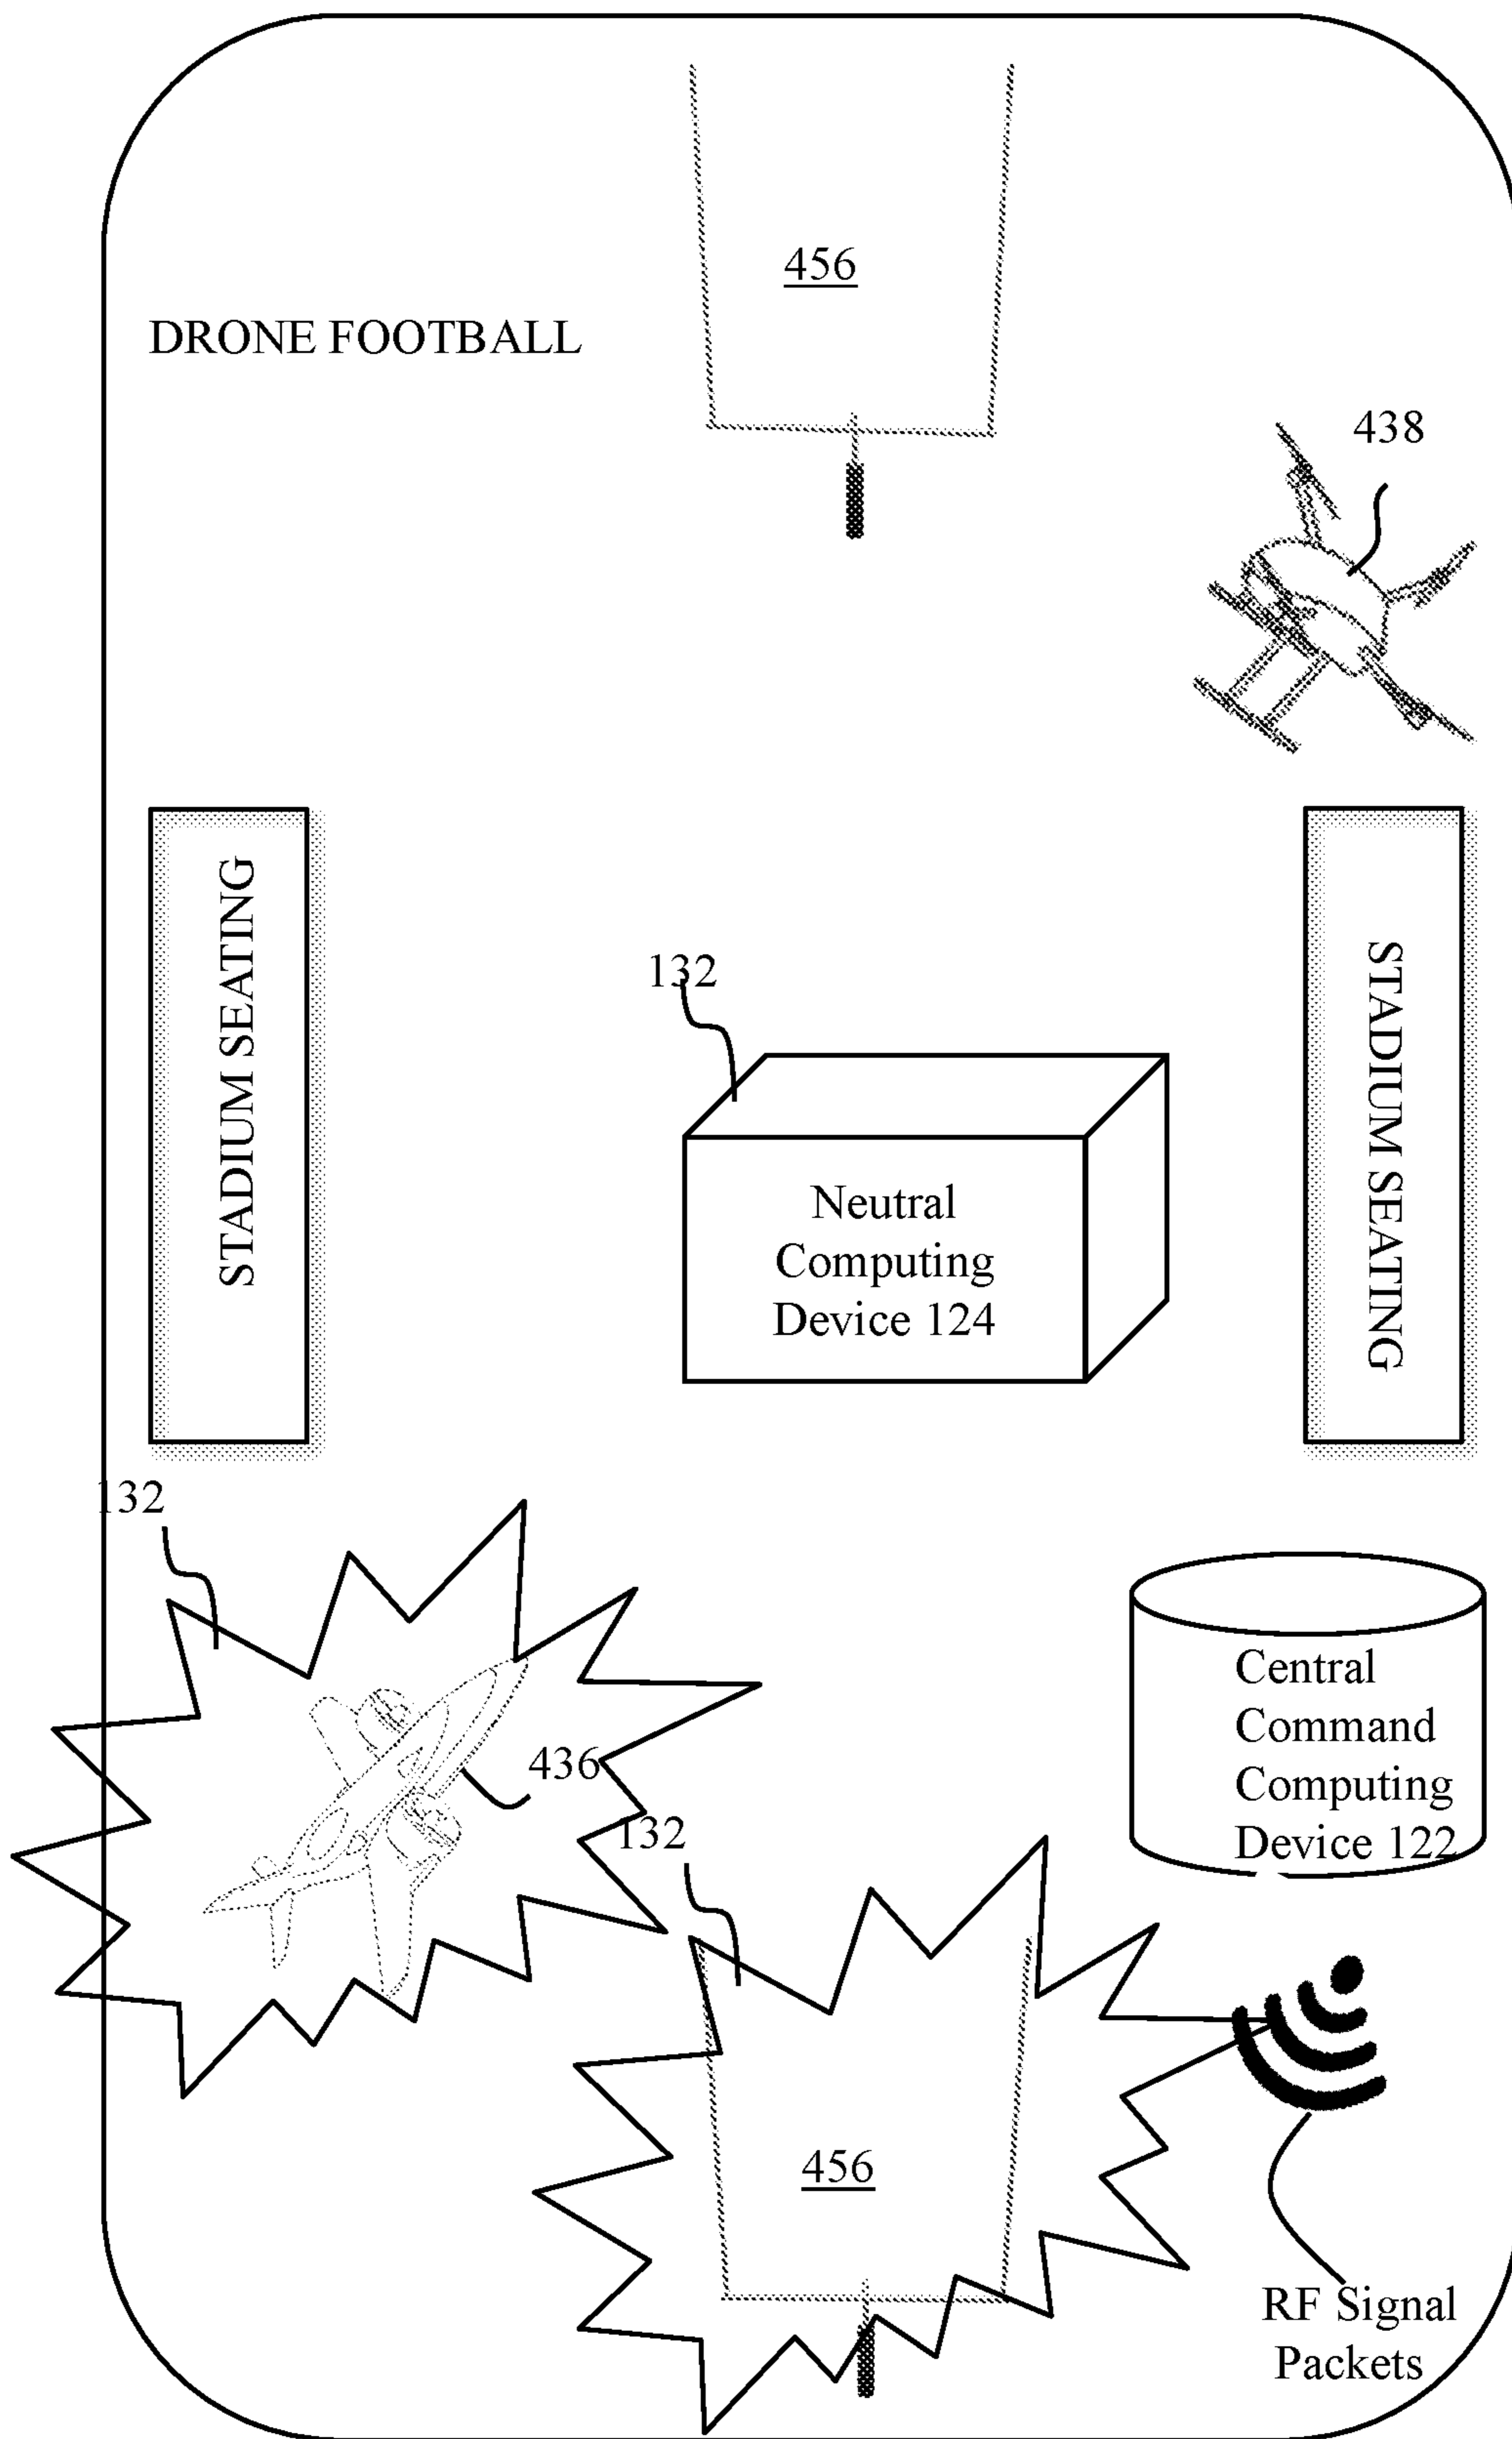 456
DRONE FOOTBALL
438
STADIUM SEATING
STADIUM SEATING
132
Neutral
Computing
Device 124
132
Central
Command
Computing
Device 122
436
132
456
RF Signal
Packets